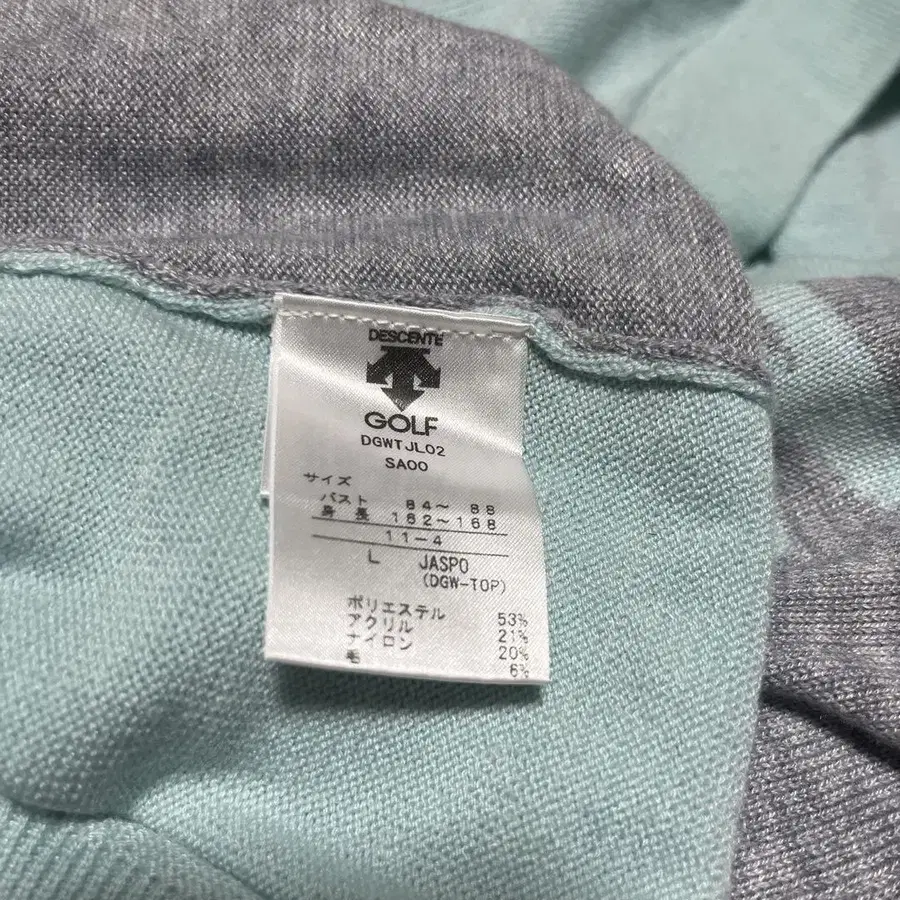 DESCENTE
GOLF
DGWTJL02
SA00
サイズ
バスト 84～ 88
身長 162～168
11-4
L JASPO
(DGW-TOP)
ポリエステル 53%
アクリル 21%
ナイロン 20%
毛 6%